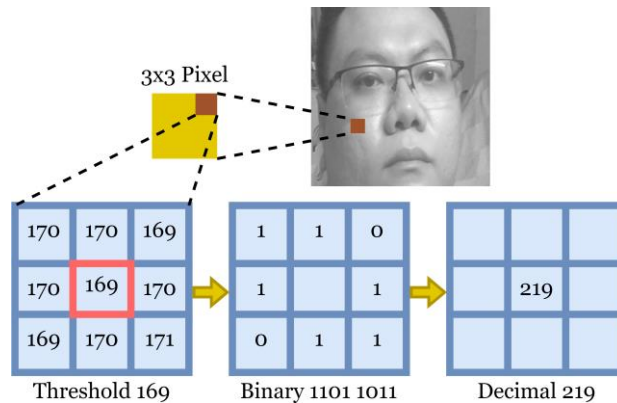 3x3 Pixel
170 170 169
170 169 170
169 170 171
Threshold 169
1 1 0
1 1
0 1 1
Binary 1101 1011
219
Decimal 219